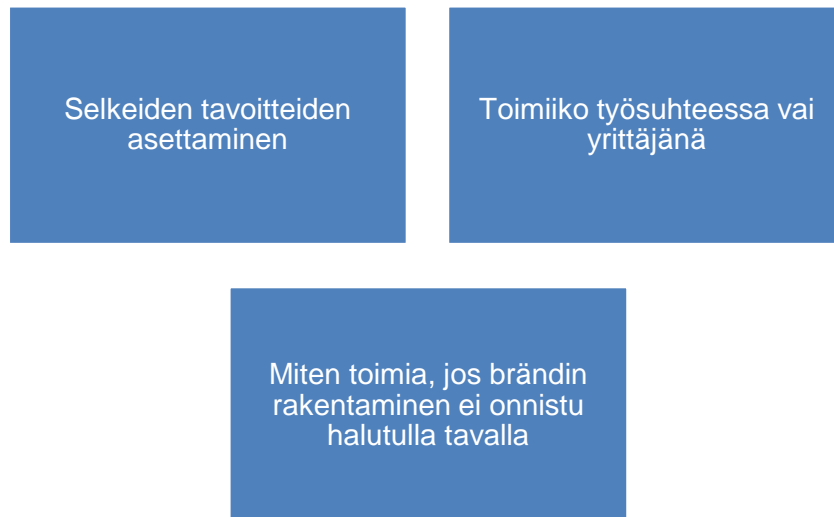 Selkeiden tavoitteiden
asettaminen
Toimiiko työsuhteessa vai
yrittäjänä
Miten toimia, jos brändin
rakentaminen ei onnistu
halutulla tavalla